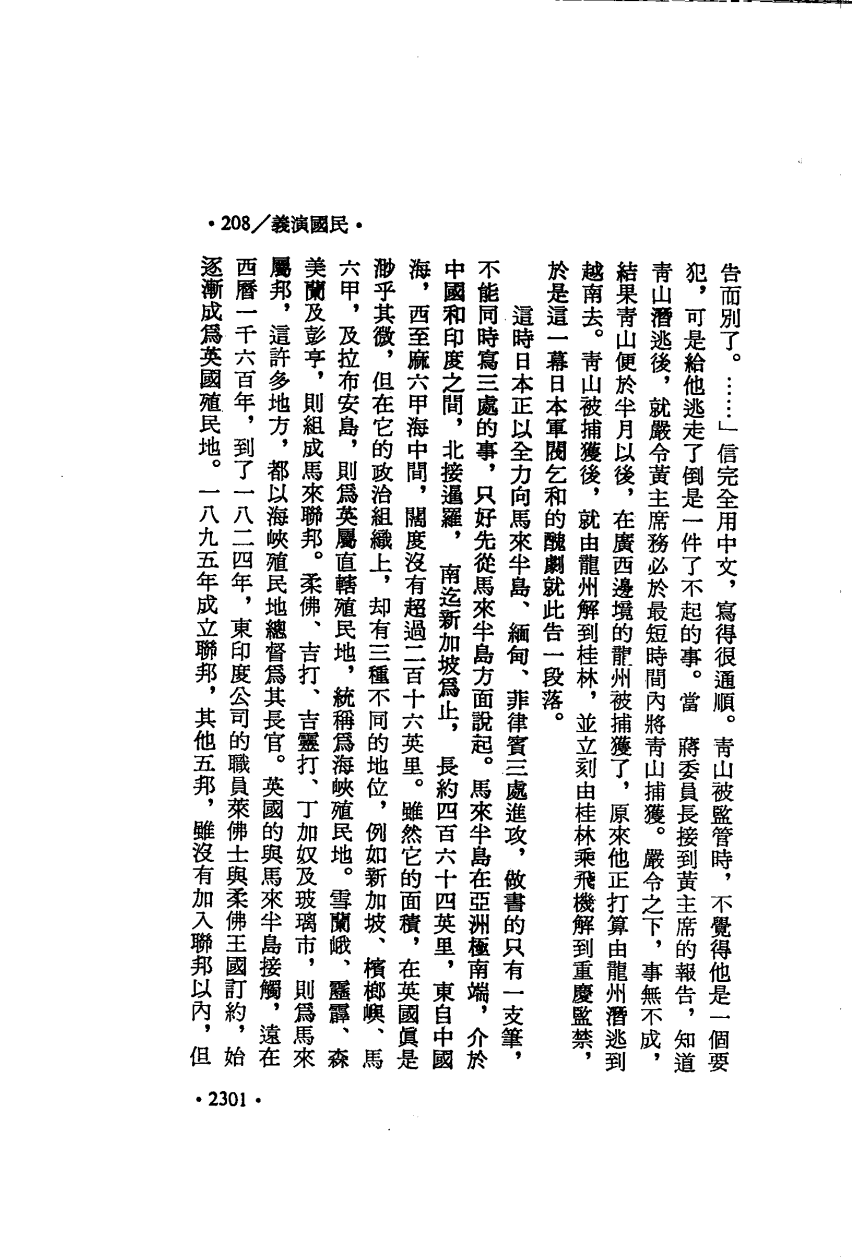 •208／義演國民•
告而別了。……」信完全用中文，寫得很通順。青山被監管時，不覺得他是一個要
犯，可是給他逃走了倒是一件了不起的事。當　蔣委員長接到黃主席的報告，知道
青山潛逃後，就嚴令黃主席務必於最短時間內將青山捕獲。嚴令之下，事無不成，
結果青山便於半月以後，在廣西邊境的龍州被捕獲了，原來他正打算由龍州潛逃到
越南去。青山被捕獲後，就由龍州解到桂林，並立刻由桂林乘飛機解到重慶監禁，
於是這一幕日本軍閥乞和的醜劇就此告一段落。
這時日本正以全力向馬來半島、緬甸、菲律賓三處進攻，做書的只有一支筆，
不能同時寫三處的事，只好先從馬來半島方面說起。馬來半島在亞洲極南端，介於
中國和印度之間，北接暹羅，南迄新加坡爲止，長約四百六十四英里，東自中國
海，西至麻六甲海中間，闊度沒有超過二百十六英里。雖然它的面積，在英國眞是
渺乎其微，但在它的政治組織上，却有三種不同的地位，例如新加坡、檳榔嶼、馬
六甲，及拉布安島，則爲英屬直轄殖民地，統稱爲海峽殖民地。雪蘭峨、霹靂、森
美蘭及彭亨，則組成馬來聯邦。柔佛、吉打、吉靈打、丁加奴及玻璃市，則爲馬來
屬邦，這許多地方，都以海峽殖民地總督爲其長官。英國的與馬來半島接觸，遠在
西曆一千六百年，到了一八二四年，東印度公司的職員萊佛士與柔佛王國訂約，始
逐漸成爲英國殖民地。一八九五年成立聯邦，其他五邦，雖沒有加入聯邦以內，但
•2301•